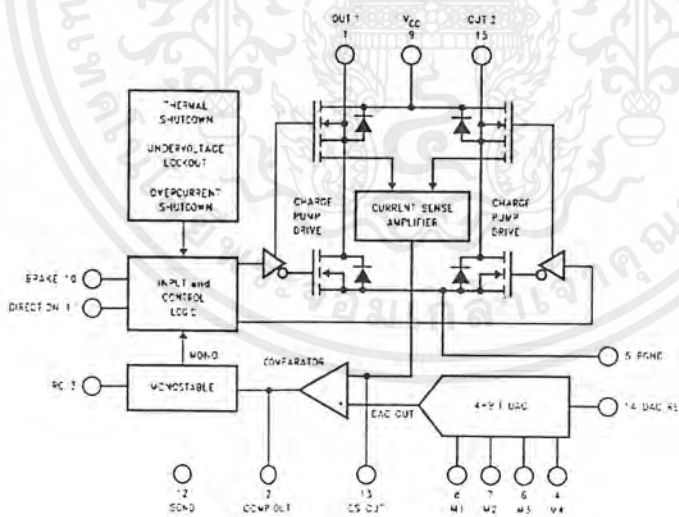 OUT 1
1
VCC
9
OUT 2
15
THERMAL
SHUTDOWN
UNDERVOLTAGE
LOCKOUT
OVERCURRENT
SHUTDOWN
CHARGE
PUMP
DRIVE
CURRENT SENSE
AMPLIFIER
CHARGE
PUMP
DRIVE
BRAKE 10
DIRECTION
INPUT and
CONTROL
LOGIC
MONO
COMPARATOR
5 PGND
RC 3
MONOSTABLE
DAC OUT
4-BIT DAC
14 DAC RE
12
SGND
2
COMP OUT
13
CS OUT
8
M1
7
M2
6
M3
4
M4